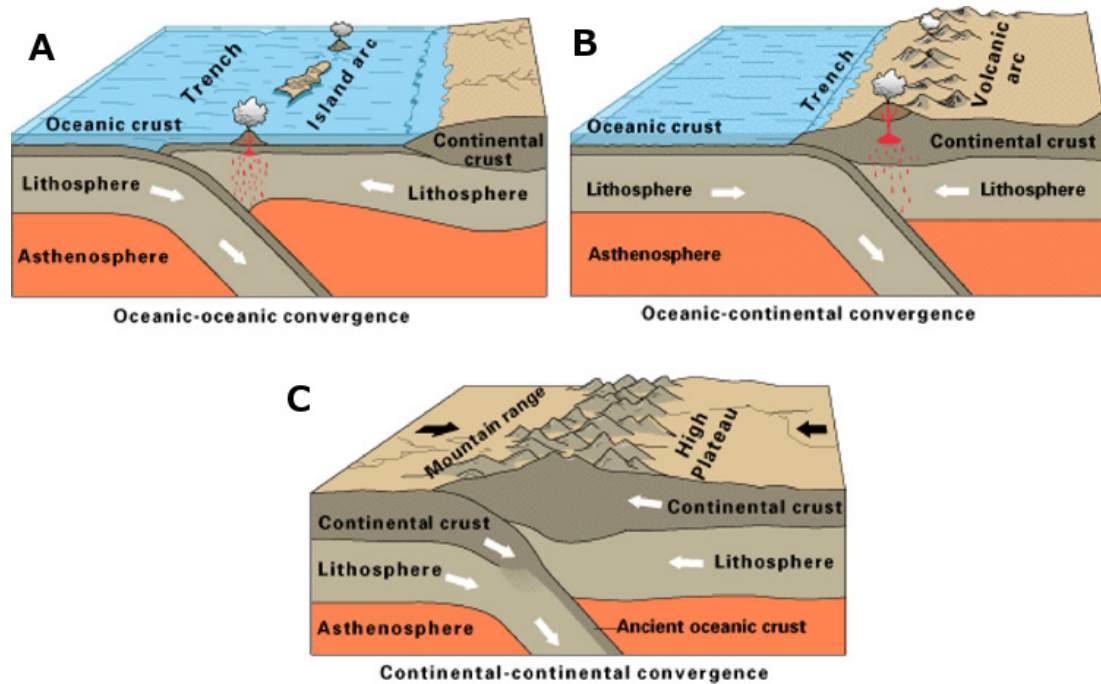 A
Trench
Island arc
Oceanic crust
Continental
crust
Lithosphere
Lithosphere
Asthenosphere
Oceanic-oceanic convergence
B
Trench
Volcanic
arc
Oceanic crust
Continental
crust
Lithosphere
Lithosphere
Asthenosphere
Oceanic-continental convergence
C
Mountain range
High
Plateau
Continental crust
Continental crust
Lithosphere
Lithosphere
Asthenosphere
Ancient oceanic crust
Continental-continental convergence